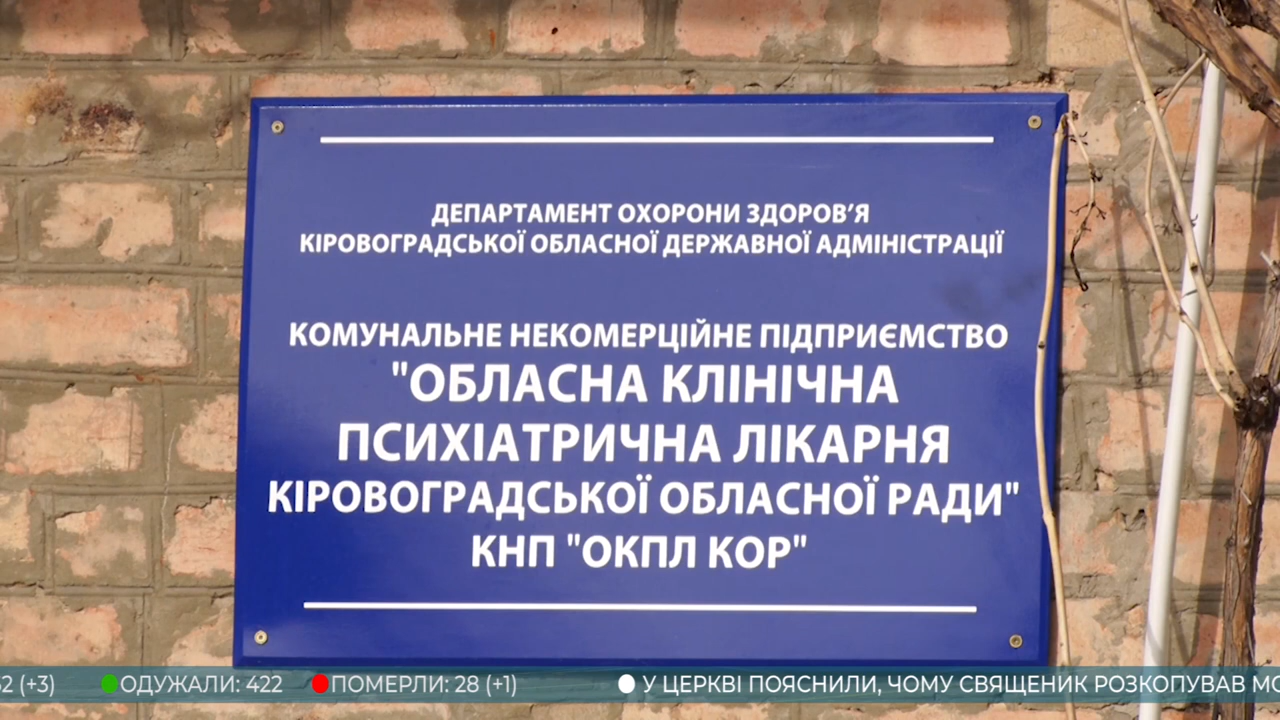 ДЕПАРТАМЕНТ ОХОРОНИ ЗДОРОВ'Я
КІРОВОГРАДСЬКОЇ ОБЛАСНОЇ ДЕРЖАВНОЇ АДМІНІСТРАЦІЇ
КОМУНАЛЬНЕ НЕКОМЕРЦІЙНЕ ПІДПРИЄМСТВО
"ОБЛАСНА КЛІНІЧНА
ПСИХІАТРИЧНА ЛІКАРНЯ
КІРОВОГРАДСЬКОЇ ОБЛАСНОЇ РАДИ"
КНП "ОКПЛ КОР"
(+3) ОДУЖАЛИ: 422 ПОМЕРЛИ: 28 (+1) У ЦЕРКВІ ПОЯСНИЛИ, ЧОМУ СВЯЩЕНИК РОЗКОПУВАВ